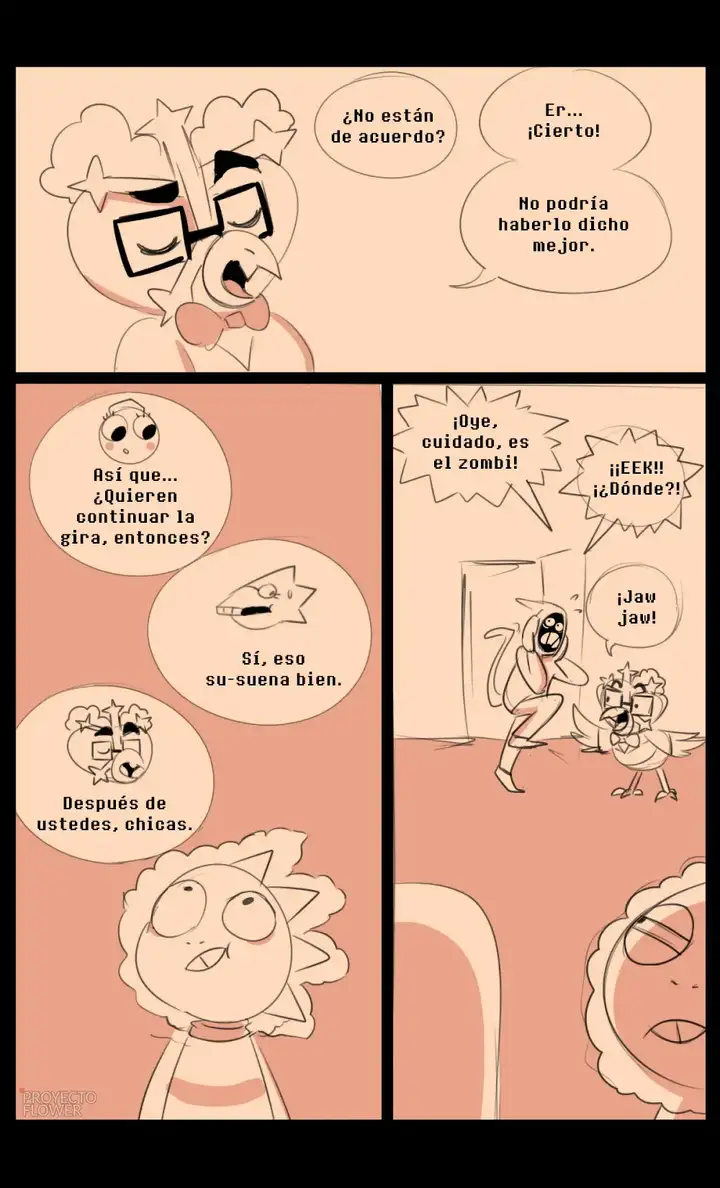 ¿No están
de acuerdo?
Er...
¡Cierto!
No podría
haberlo dicho
mejor.
Así que...
¿Quieren
continuar la
gira, entonces?
Sí, eso
su-suena bien.
Después de
ustedes, chicas.
¡Oye,
cuidado, es
el zombi!
¡¡EEK!!
¡¿Dónde?!
¡Jaw
jaw!
PROYECTO
FLOWER